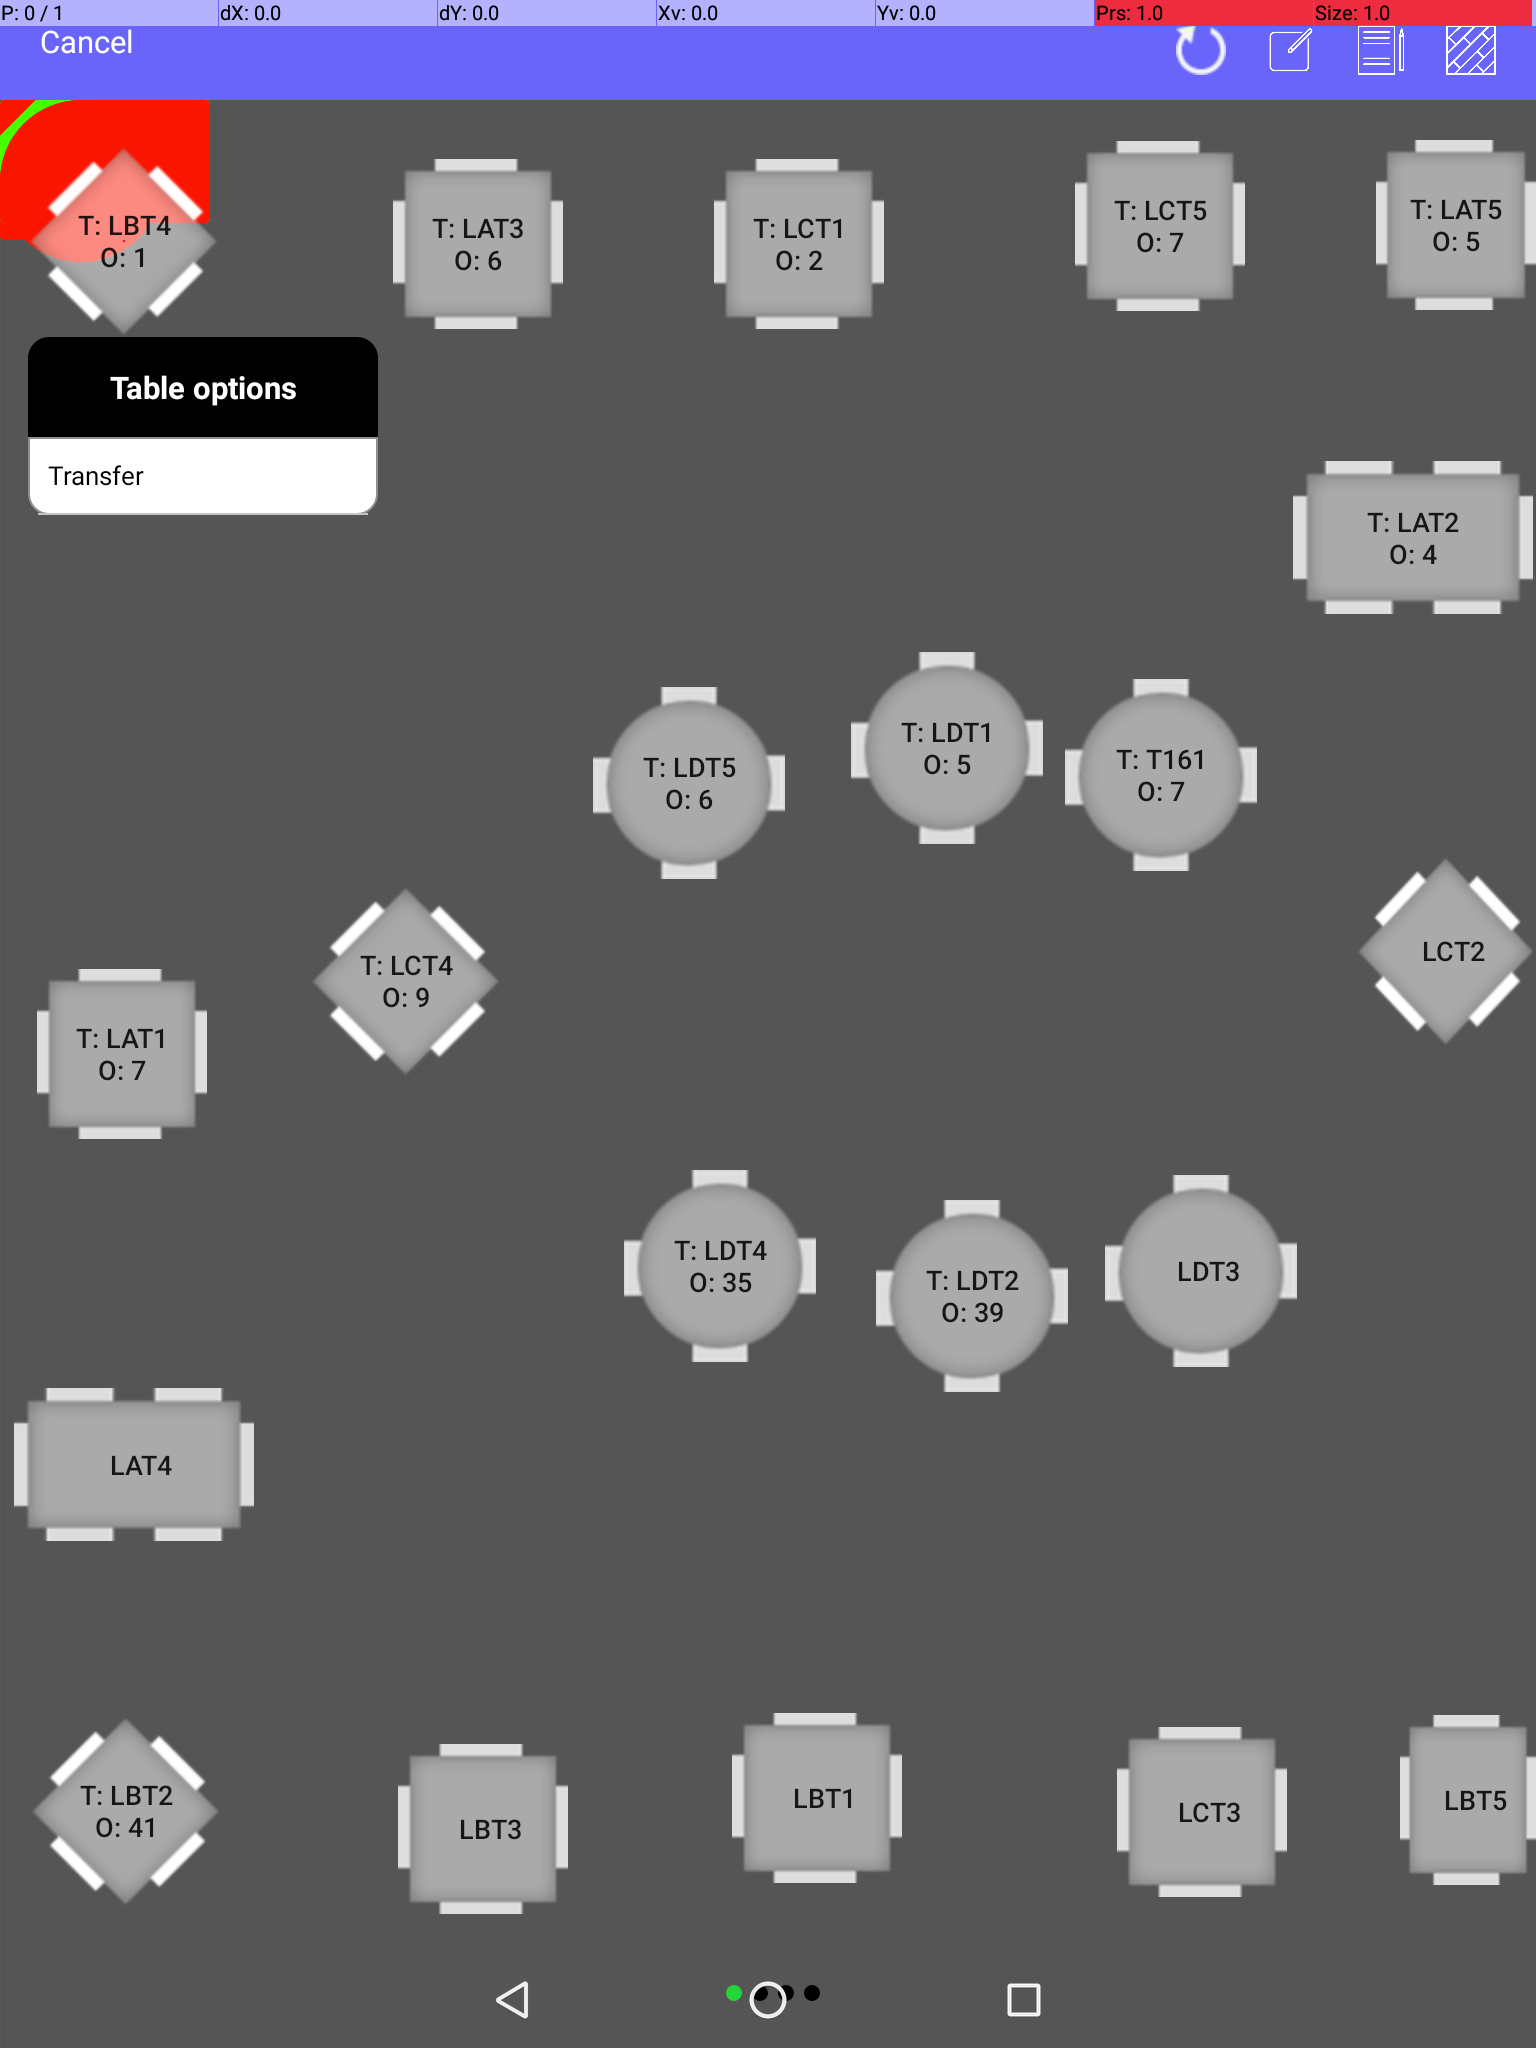 P: 0 / 1 dX: 0.0 dY: 0.0 Xv: 0.0 Yv: 0.0 Prs: 1.0 Size: 1.0
Cancel
T: LBT4
O: 1
T: LAT3
O: 6
T: LCT1
O: 2
T: LCT5
O: 7
T: LAT5
O: 5
Table options
Transfer
T: LAT2
O: 4
T: LDT5
O: 6
T: LDT1
O: 5
T: T161
O: 7
T: LCT4
O: 9
LCT2
T: LAT1
O: 7
T: LDT4
O: 35
T: LDT2
O: 39
LDT3
LAT4
T: LBT2
O: 41
LBT3
LBT1
LCT3
LBT5